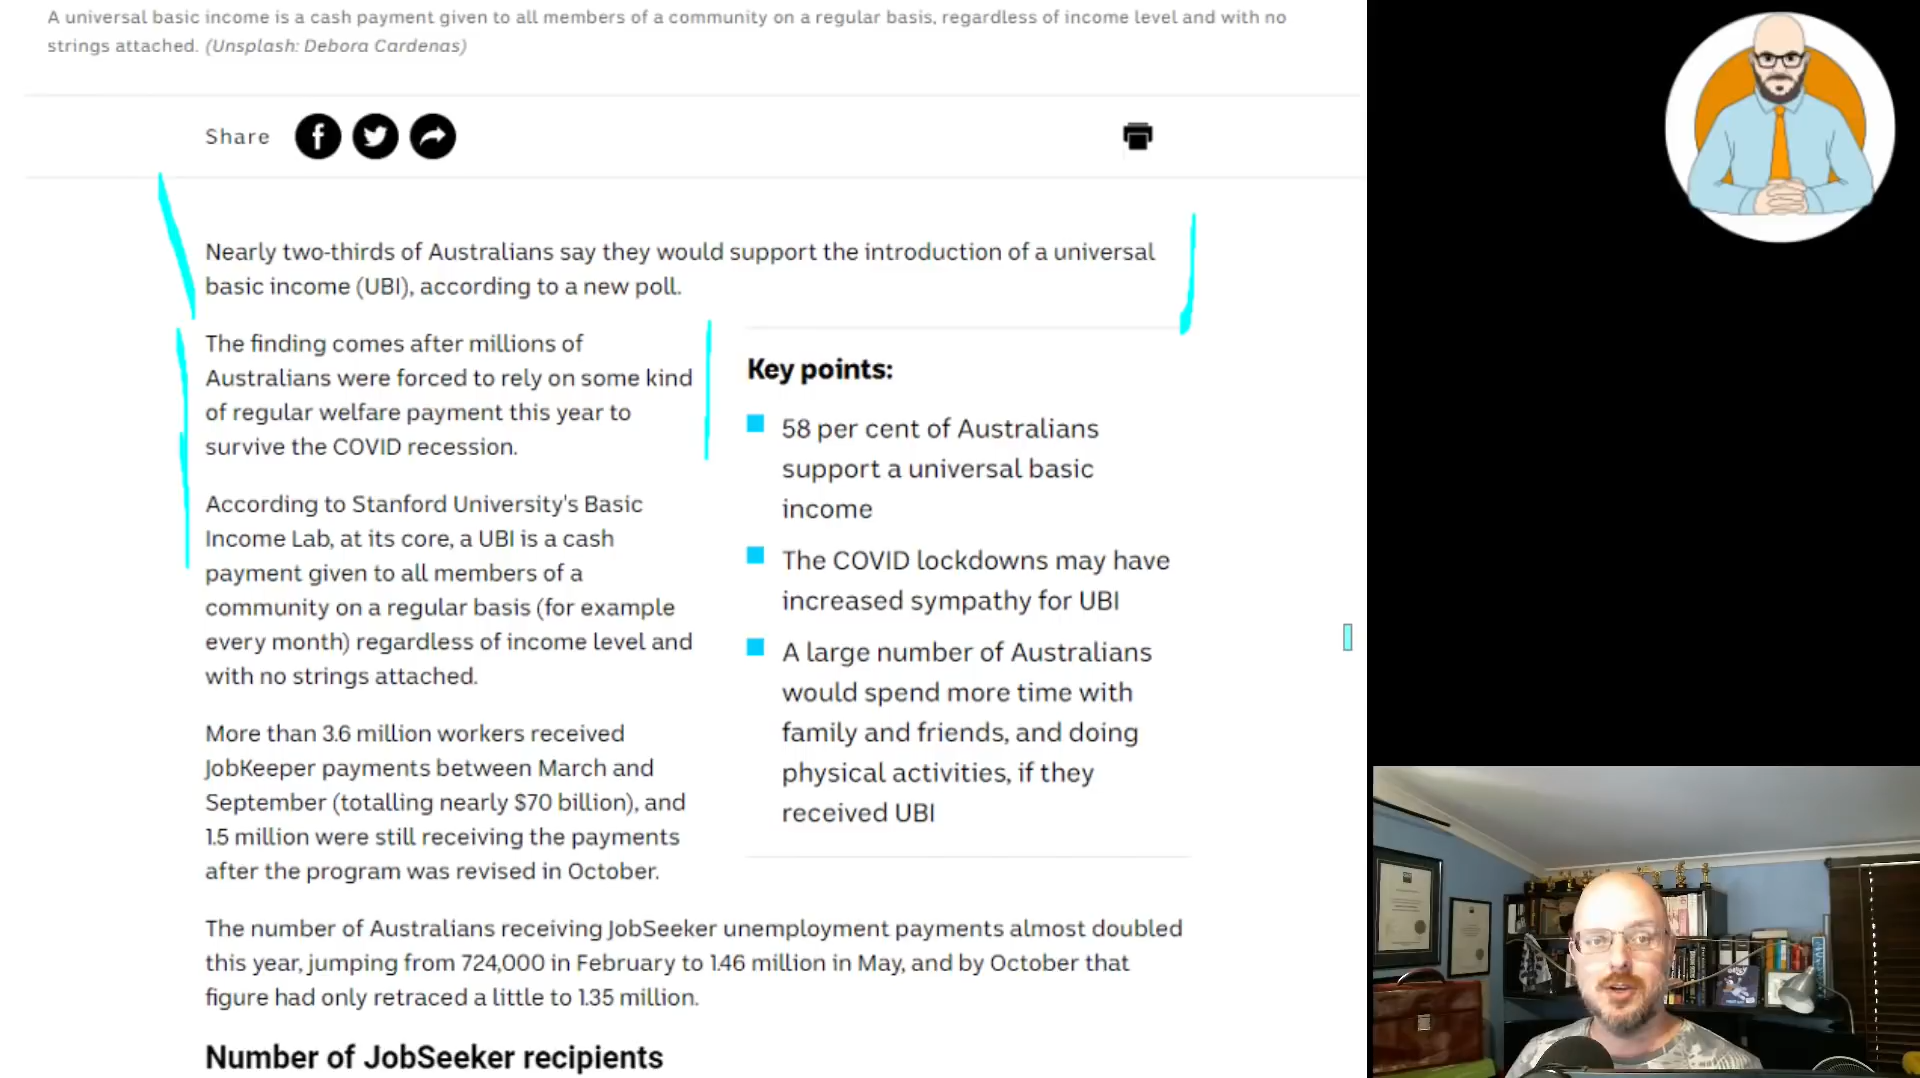 A universal basic income is a cash payment given to all members of a community on a regular basis, regardless of income level and with no
strings attached. (Unsplash: Debora Cardenas)
Share
Nearly two-thirds of Australians say they would support the introduction of a universal
basic income (UBI), according to a new poll.
The finding comes after millions of
Australians were forced to rely on some kind
of regular welfare payment this year to
survive the COVID recession.
According to Stanford University's Basic
Income Lab, at its core, a UBI is a cash
payment given to all members of a
community on a regular basis (for example
every month) regardless of income level and
with no strings attached.
More than 3.6 million workers received
JobKeeper payments between March and
September (totalling nearly $70 billion), and
1.5 million were still receiving the payments
after the program was revised in October.
Key points:
58 per cent of Australians
support a universal basic
income
The COVID lockdowns may have
increased sympathy for UBI
A large number of Australians
would spend more time with
family and friends, and doing
physical activities, if they
received UBI
The number of Australians receiving JobSeeker unemployment payments almost doubled
this year, jumping from 724,000 in February to 1.46 million in May, and by October that
figure had only retraced a little to 1.35 million.
Number of JobSeeker recipients